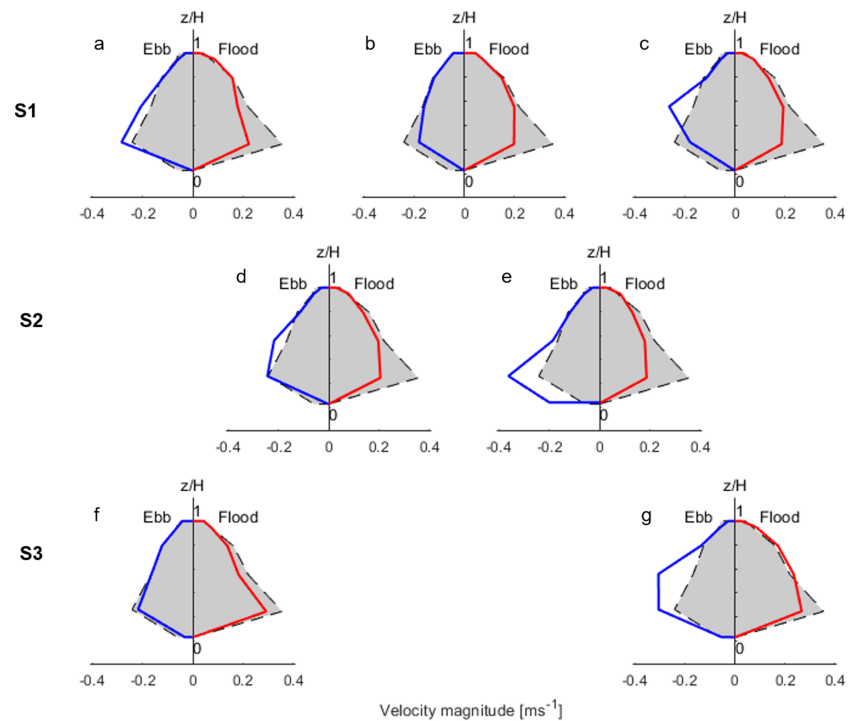 z/H z/H z/H
a Ebb 1 Flood b Ebb 1 Flood c Ebb 1 Flood
S1
0 0 0
-0.4 -0.2 0 0.2 0.4 -0.4 -0.2 0 0.2 0.4 -0.4 -0.2 0 0.2 0.4
z/H z/H
d Ebb 1 Flood e Ebb 1 Flood
S2
0 0
-0.4 -0.2 0 0.2 0.4 -0.4 -0.2 0 0.2 0.4
z/H z/H
f Ebb 1 Flood g Ebb 1 Flood
S3
0 0
-0.4 -0.2 0 0.2 0.4 -0.4 -0.2 0 0.2 0.4
Velocity magnitude [ms-1]